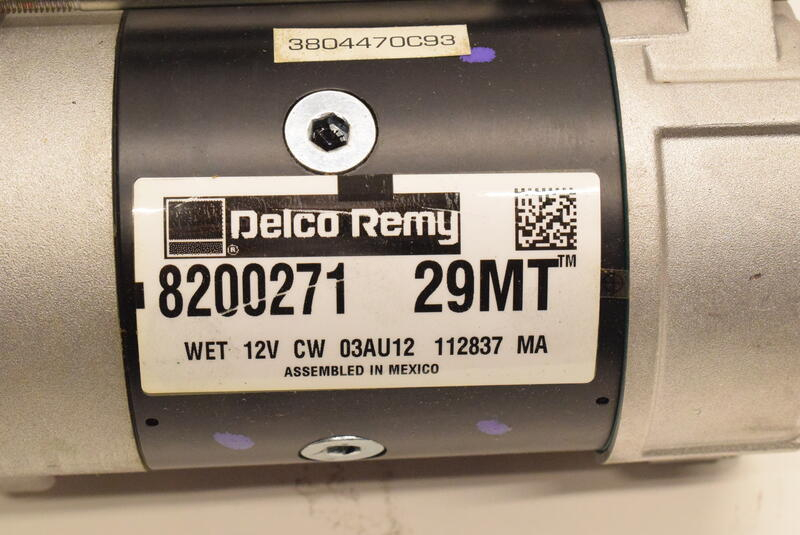 3804470C93
Delco Remy
®
8200271 29MT™
WET 12V CW 03AU12 112837 MA
ASSEMBLED IN MEXICO